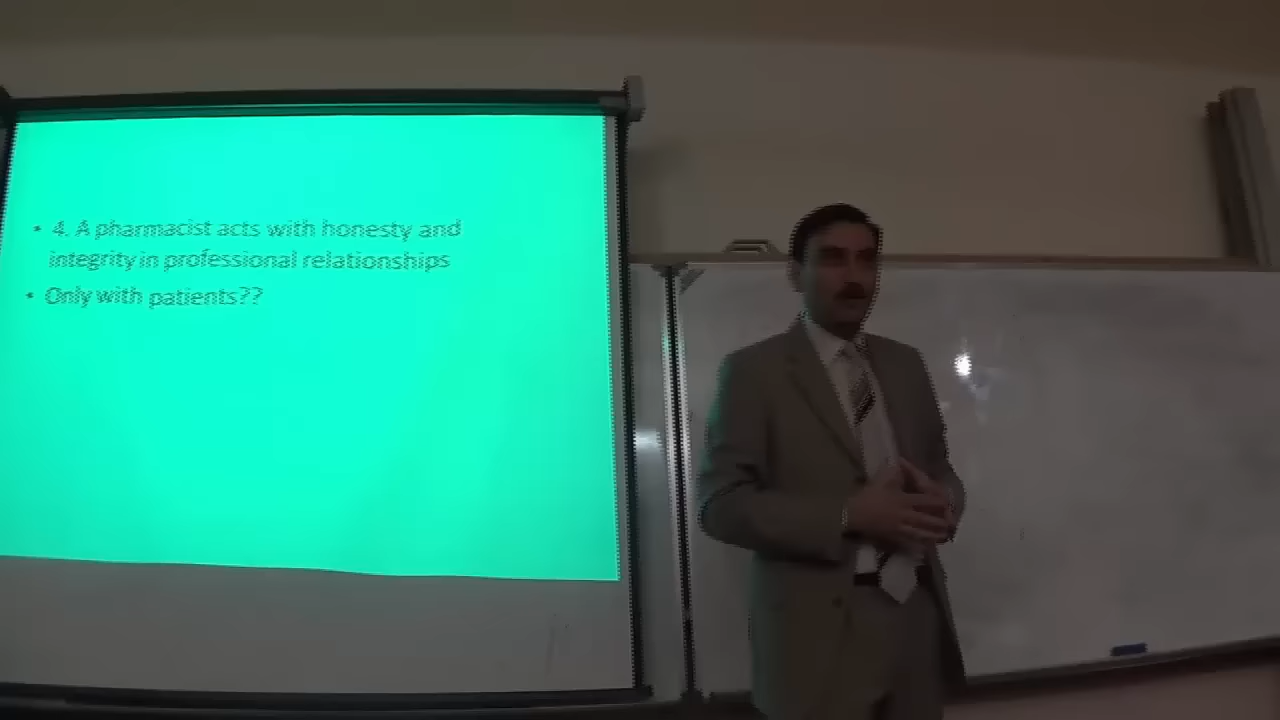 • 4. A pharmacist acts with honesty and
integrity in professional relationships
• Only with patients??